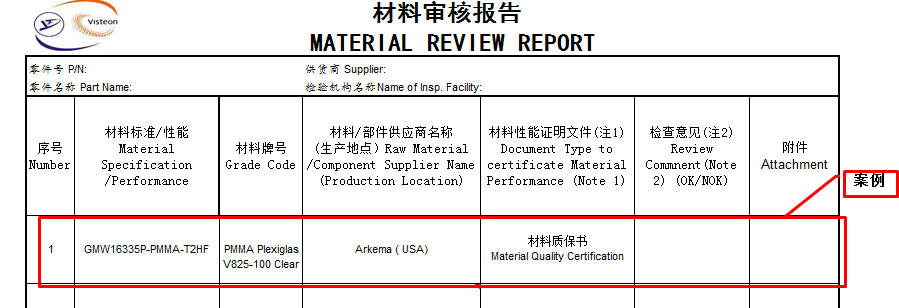 Visteon
材料审核报告
MATERIAL REVIEW REPORT
零件号 P/N:
供货商 Supplier:
零件名称 Part Name:
检验机构名称Name of Insp. Facility:
序号
Number
材料标准/性能
Material
Specification
/Performance
材料牌号
Grade Code
材料/部件供应商名称
(生产地点) Raw Material
/Component Supplier Name
(Production Location)
材料性能证明文件(注1)
Document Type to
certificate Material
Performance (Note 1)
检查意见(注2)
Review
Comnment(Note
2) (OK/NOK)
附件
Attachment
案例
1
GMW16335P-PMMA-T2HF
PMMA Plexiglas
V825-100 Clear
Arkema ( USA)
材料质保书
Material Quality Certification